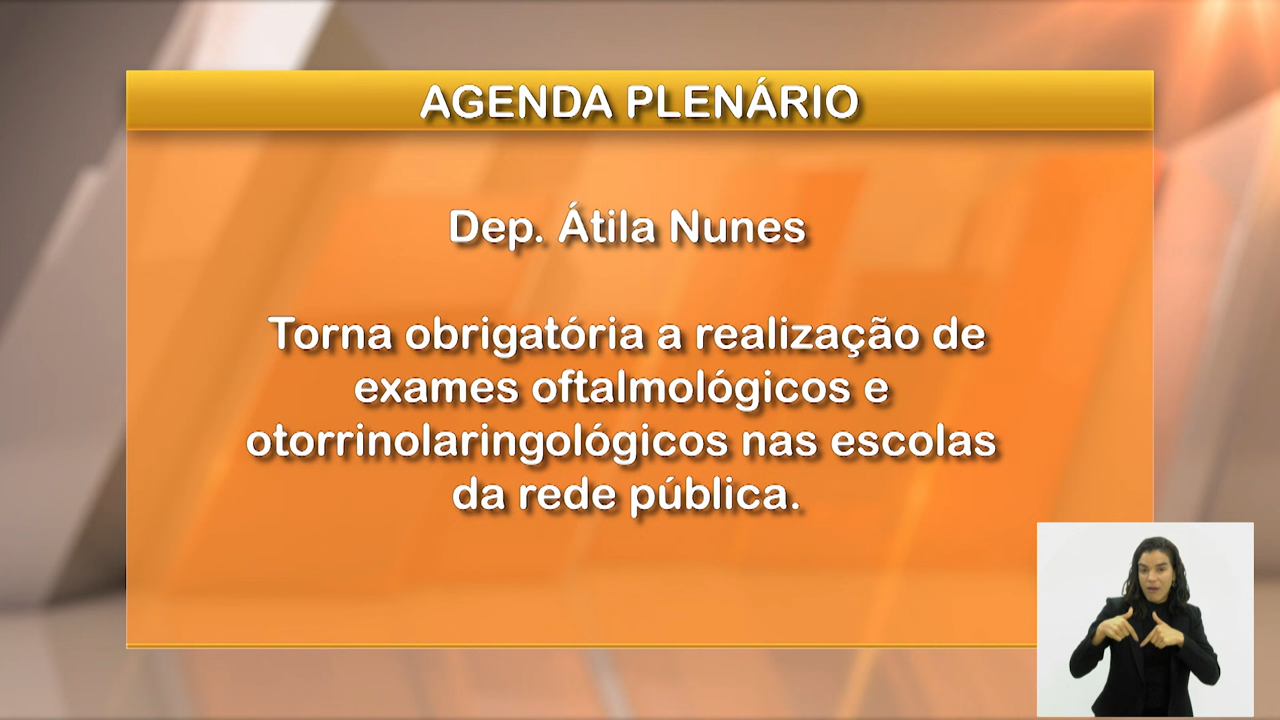 AGENDA PLENÁRIO
Dep. Átila Nunes
Torna obrigatória a realização de
exames oftalmológicos e
otorrinolaringológicos nas escolas
da rede pública.